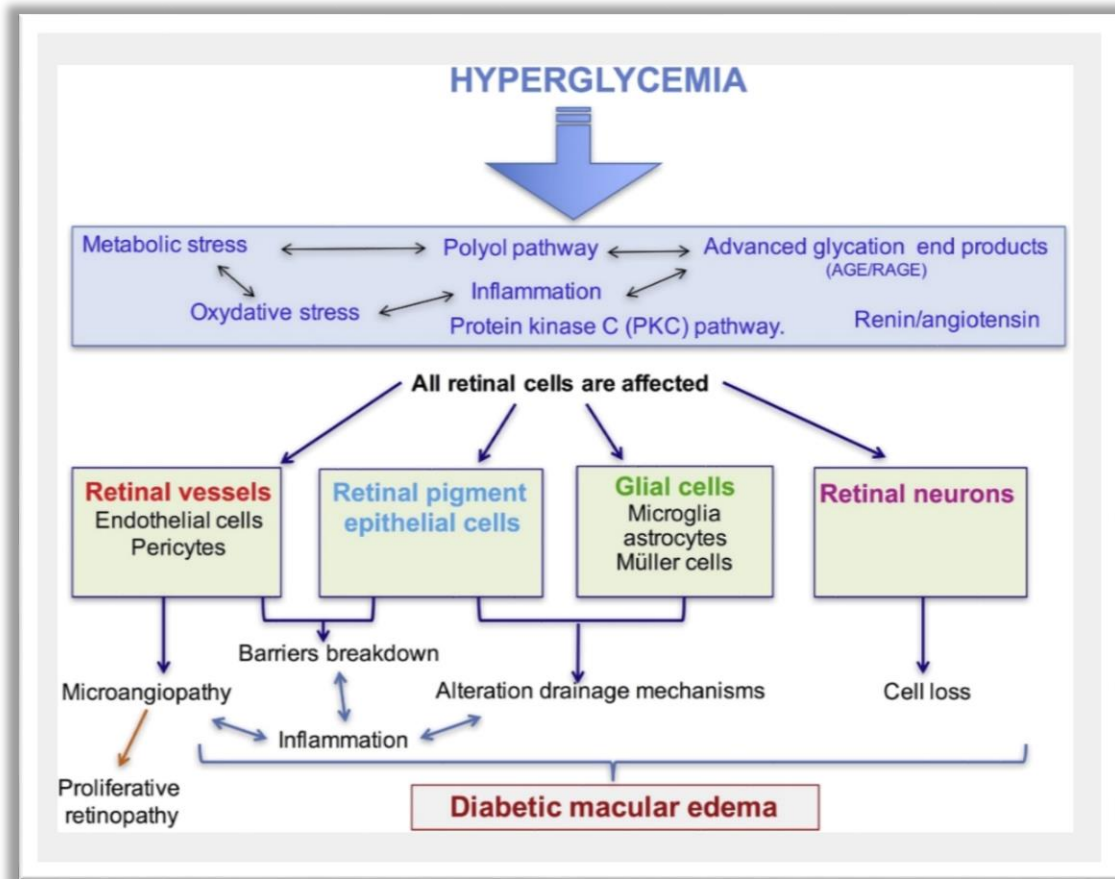 HYPERGLYCEMIA
Metabolic stress
Polyol pathway
Advanced glycation end products
(AGE/RAGE)
Oxydative stress
Inflammation
Protein kinase C (PKC) pathway.
Renin/angiotensin
All retinal cells are affected
Retinal vessels
Endothelial cells
Pericytes
Retinal pigment
epithelial cells
Glial cells
Microglia
astrocytes
Müller cells
Retinal neurons
Barriers breakdown
Microangiopathy
Alteration drainage mechanisms
Cell loss
Inflammation
Proliferative
retinopathy
Diabetic macular edema